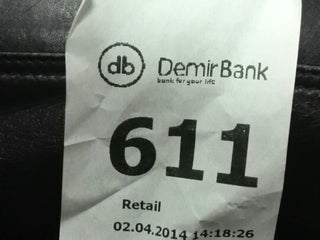 db DemirBank
bank for your life
611
Retail
02.04.2014 14:18:26